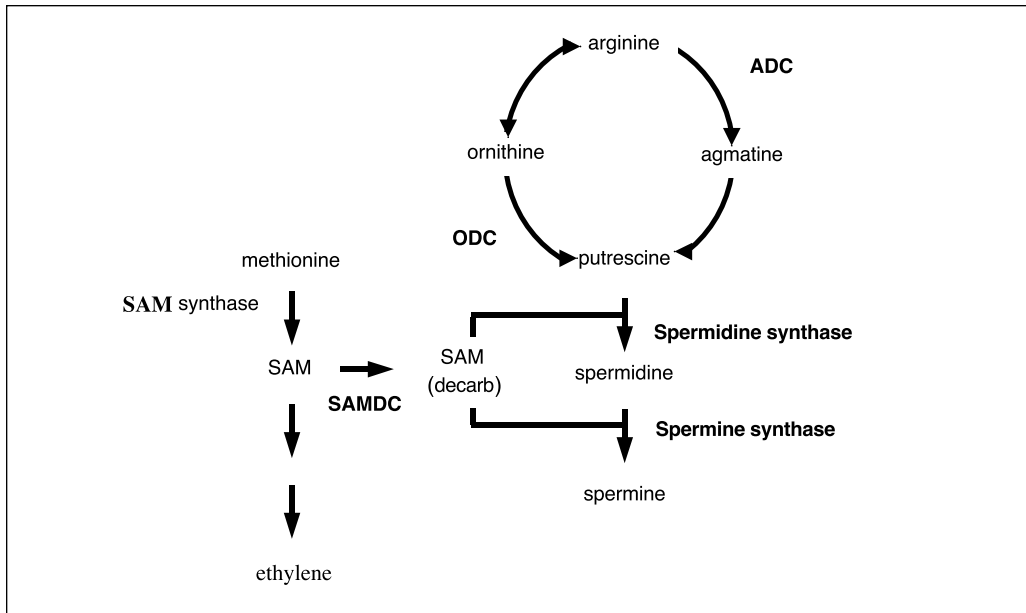 arginine
ADC
ornithine
agmatine
ODC
putrescine
methionine
SAM synthase
Spermidine synthase
SAM
SAM
(decarb)
spermidine
SAMDC
Spermine synthase
spermine
ethylene